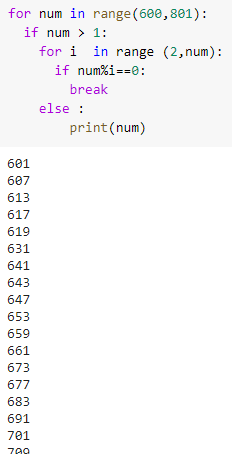 for num in range(600,801):
  if num > 1:
    for i  in range (2,num):
      if num%i==0:
        break
    else :
        print(num)
601
607
613
617
619
631
641
643
647
653
659
661
673
677
683
691
701
709